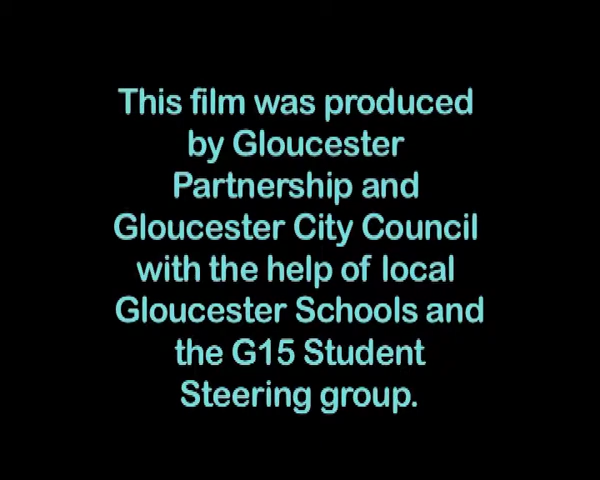 This film was produced
by Gloucester
Partnership and
Gloucester City Council
with the help of local
Gloucester Schools and
the G15 Student
Steering group.